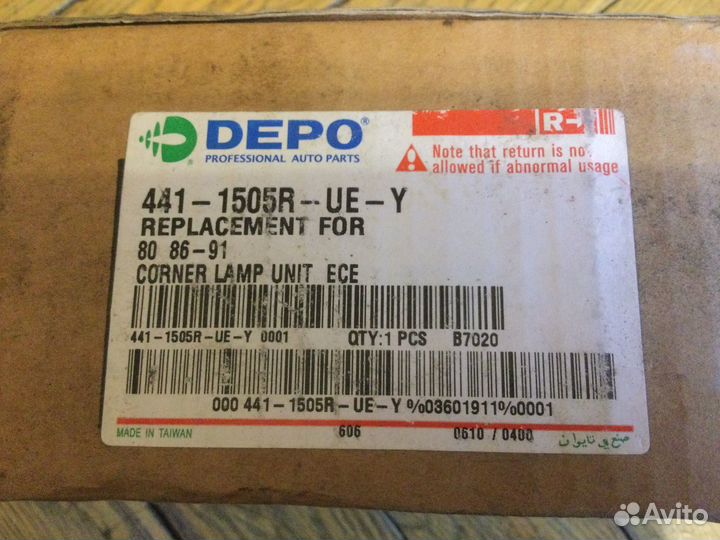 DEPO®
PROFESSIONAL AUTO PARTS
R
Note that return is not
allowed if abnormal usage
441-1505R-UE-Y
REPLACEMENT FOR
80 86-91
CORNER LAMP UNIT ECE
441-1505R-UE-Y 0001 QTY:1 PCS B7020
000 441-1505R-UE-Y%03601911%0001
MADE IN TAIWAN 606 0610 / 0400 صنع في تايوان
Avito